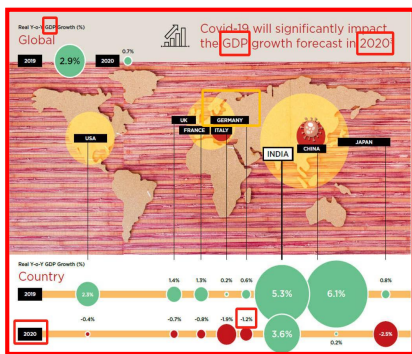 Real Y-o-Y GDP Growth (%)
Global
2019 2.9% 2020 0.7%
Covid-19 will significantly impact
the GDP growth forecast in 2020
UK GERMANY
FRANCE ITALY
USA
INDIA
CHINA
JAPAN
Real Y-o-Y GDP Growth (%)
Country
2019 2.3% 1.4% 1.3% 0.2% 0.6% 5.3% 6.1% 0.8%
2020 -0.4% -0.7% -0.8% -1.9% -1.2% 3.6% 0.2% -2.5%